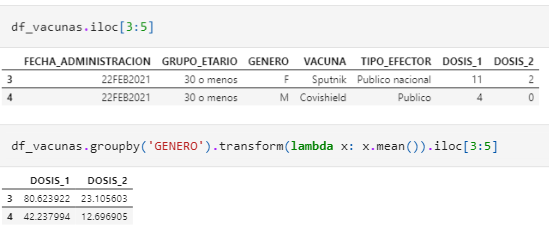 df_vacunas.iloc[3:5]
FECHA_ADMINISTRACION GRUPO_ETARIO GENERO VACUNA TIPO_EFECTOR DOSIS_1 DOSIS_2
3 22FEB2021 30 o menos F Sputnik Publico nacional 11 2
4 22FEB2021 30 o menos M Covishield Publico 4 0
df_vacunas.groupby('GENERO').transform(lambda x: x.mean()).iloc[3:5]
DOSIS_1 DOSIS_2
3 80.623922 23.105603
4 42.237994 12.696905